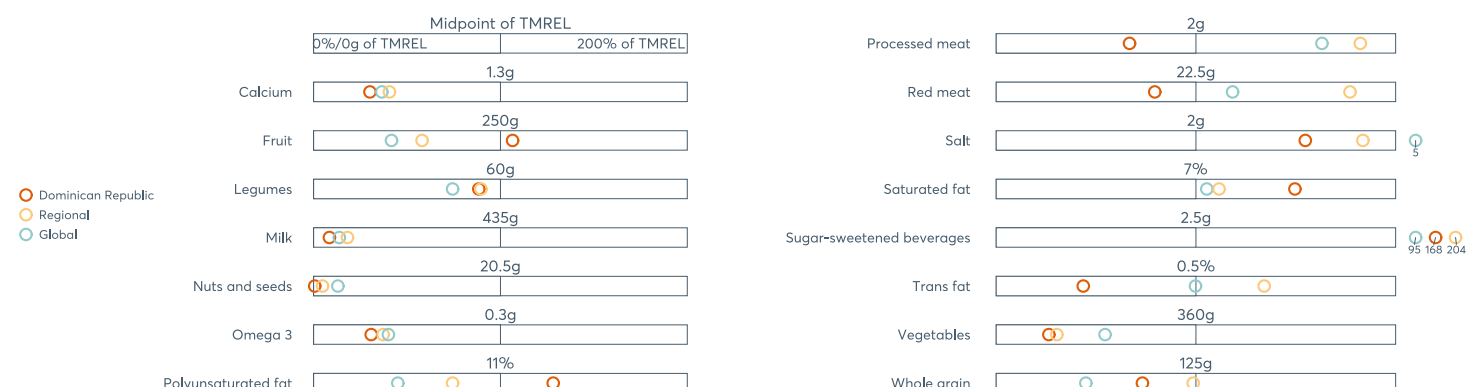 Midpoint of TMREL
0%/0g of TMREL 200% of TMREL
1.3g
Calcium
250g
Fruit
60g
Legumes
435g
Milk
20.5g
Nuts and seeds
0.3g
Omega 3
11%
Polyunsaturated fat
Dominican Republic
Regional
Global
2g
Processed meat
22.5g
Red meat
2g
Salt
5
7%
Saturated fat
2.5g
Sugar-sweetened beverages
95 168 204
0.5%
Trans fat
360g
Vegetables
125g
Whole grain